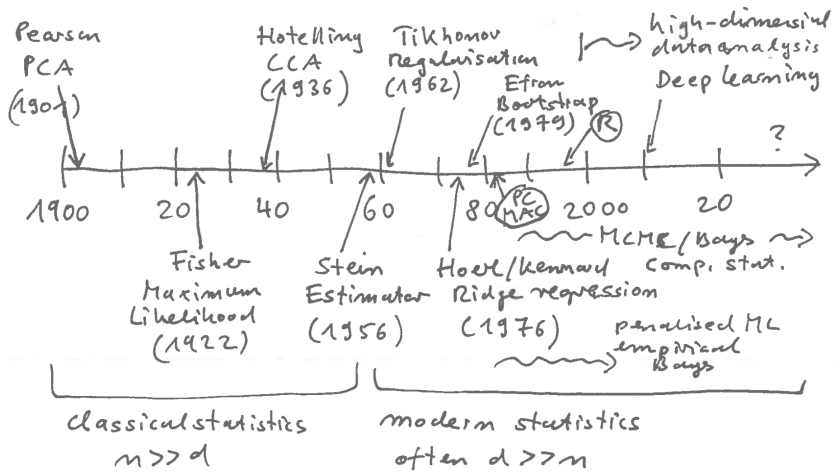 Pearson
PCA
(1901)
Hotelling
CCA
(1936)
Tikhonov
Regularisation
(1962)
Efron
Bootstrap
(1979)
R
high-dimensional
data analysis
Deep learning
?
1900 20 40 60 80 2000 20
PC
MAC
MCMC/Bays
Comp. stat.
Fisher
Maximum
Likelihood
(1922)
Stein
Estimator
(1956)
Hoerl/Kennard
Ridge regression
(1976)
penalised ML
empirical
Bays
classical statistics
n>>d
modern statistics
often d>>n